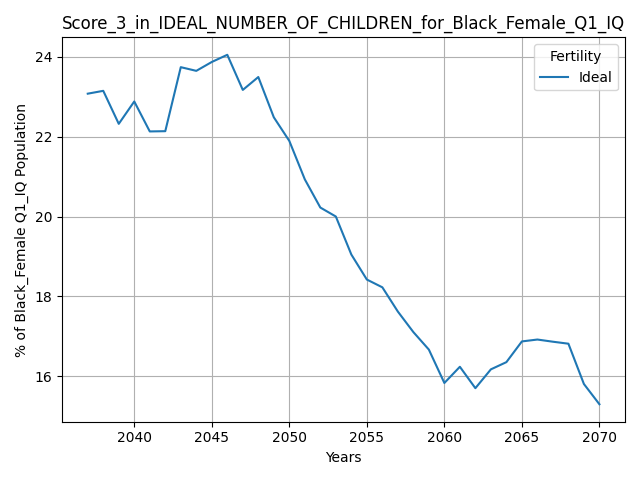 Score_3_in_IDEAL_NUMBER_OF_CHILDREN_for_Black_Female_Q1_IQ
Fertility
Ideal
% of Black_Female Q1_IQ Population
24
22
20
18
16
2040 2045 2050 2055 2060 2065 2070
Years